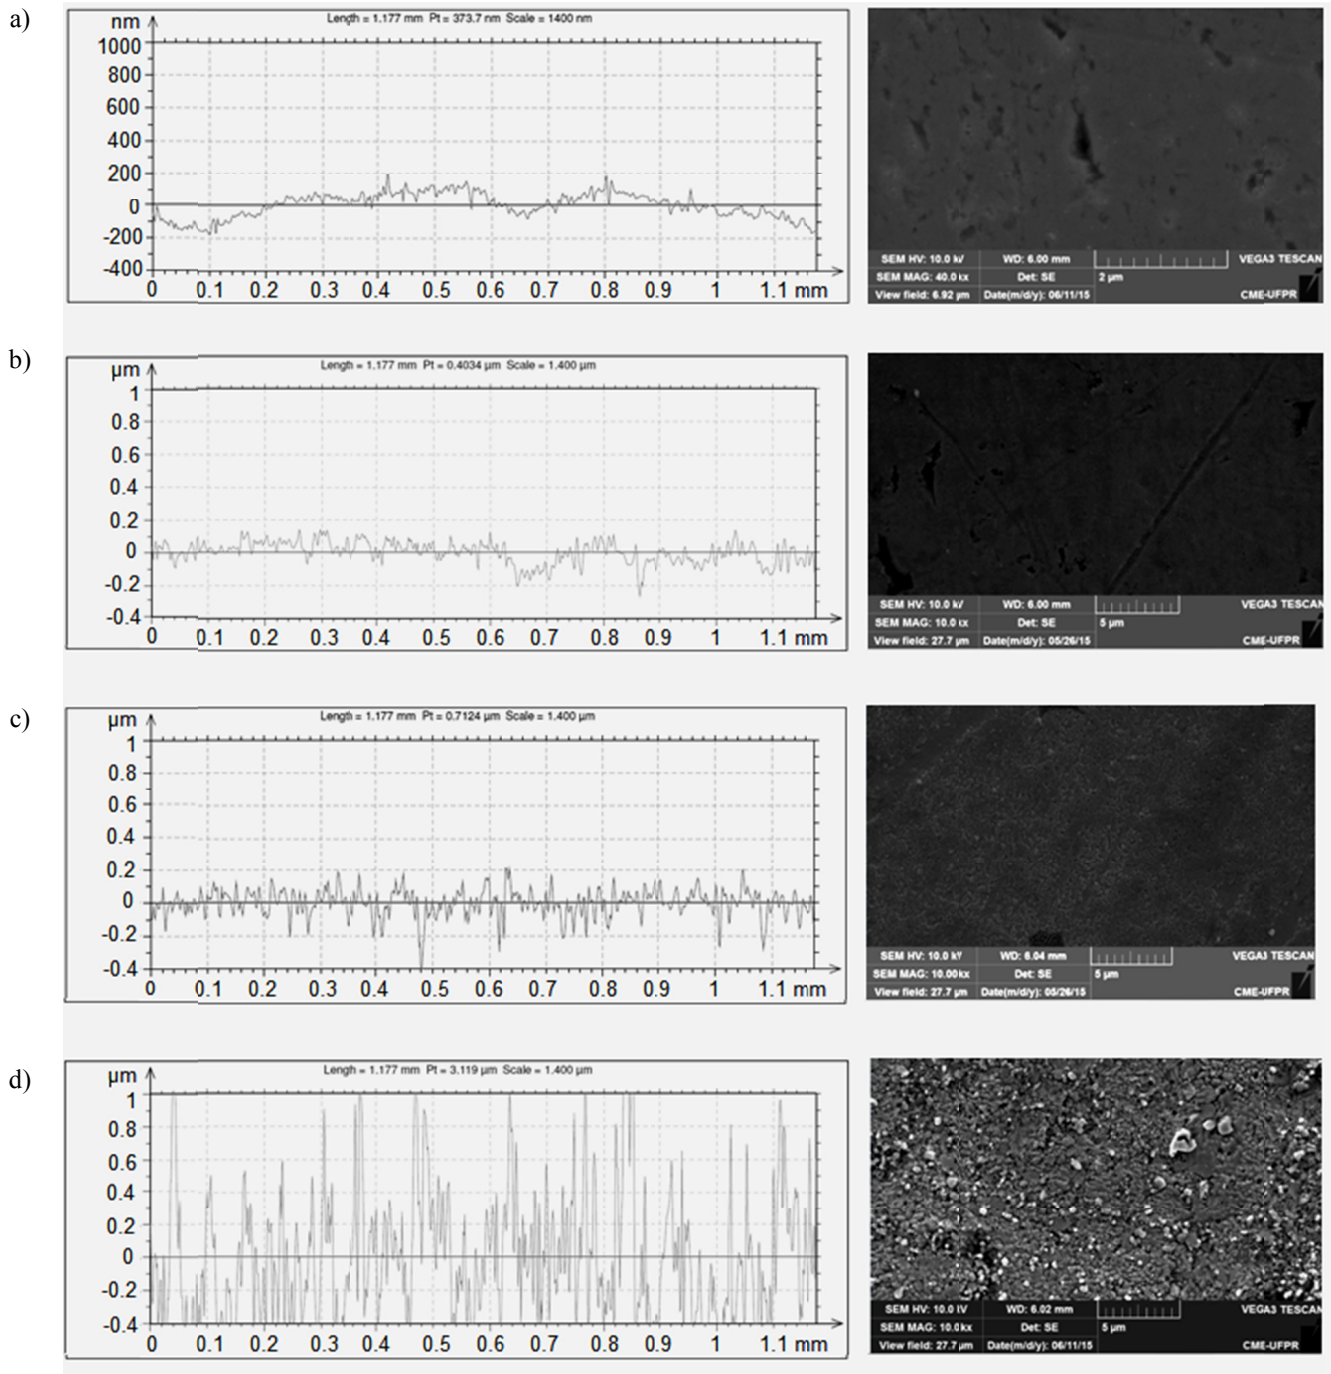 a)
Length = 1.177 mm Pt = 373.7 nm Scale = 1400 nm
nm
1000
800
600
400
200
0
-200
-400
0 0.1 0.2 0.3 0.4 0.5 0.6 0.7 0.8 0.9 1 1.1 mm
SEM HV: 10.0 kV WD: 6.00 mm VEGA3 TESCAN
SEM MAG: 40.0 kx Det: SE 2 µm
View field: 6.92 µm Date(m/d/y): 06/11/15 CME-UFPR
b)
Length = 1.177 mm Pt = 0.4034 µm Scale = 1.400 µm
µm
1
0.8
0.6
0.4
0.2
0
-0.2
-0.4
0 0.1 0.2 0.3 0.4 0.5 0.6 0.7 0.8 0.9 1 1.1 mm
SEM HV: 10.0 kV WD: 6.00 mm VEGA3 TESCAN
SEM MAG: 10.0 kx Det: SE 5 µm
View field: 27.7 µm Date(m/d/y): 05/26/15 CME-UFPR
c)
Length = 1.177 mm Pt = 0.7124 µm Scale = 1.400 µm
µm
1
0.8
0.6
0.4
0.2
0
-0.2
-0.4
0 0.1 0.2 0.3 0.4 0.5 0.6 0.7 0.8 0.9 1 1.1 mm
SEM HV: 10.0 kV WD: 6.04 mm VEGA3 TESCAN
SEM MAG: 10.00 kx Det: SE 5 µm
View field: 27.7 µm Date(m/d/y): 05/26/15 CME-UFPR
d)
Length = 1.177 mm Pt = 3.119 µm Scale = 1.400 µm
µm
1
0.8
0.6
0.4
0.2
0
-0.2
-0.4
0 0.1 0.2 0.3 0.4 0.5 0.6 0.7 0.8 0.9 1 1.1 mm
SEM HV: 10.0 kV WD: 6.02 mm VEGA3 TESCAN
SEM MAG: 10.0 kx Det: SE 5 µm
View field: 27.7 µm Date(m/d/y): 06/11/15 CME-UFPR